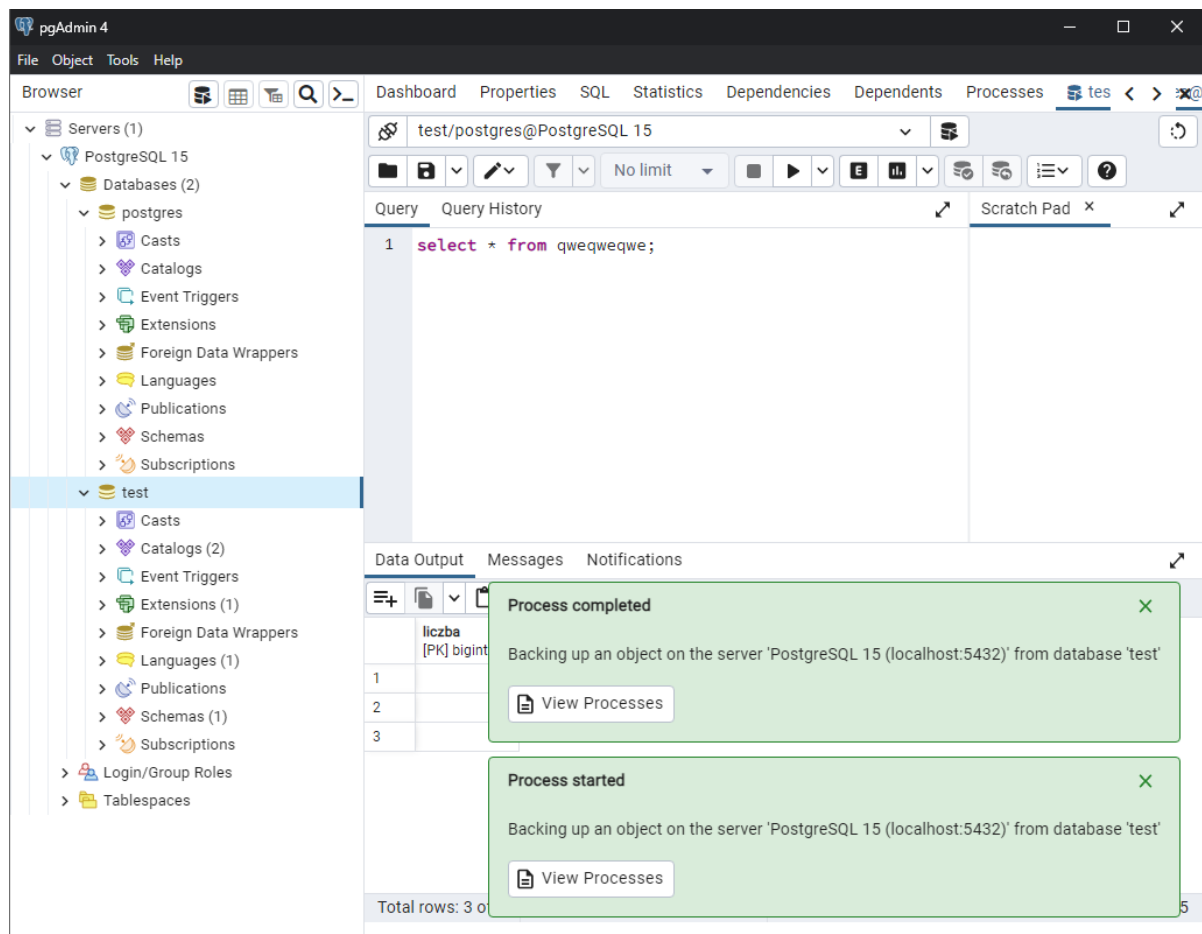 pgAdmin 4
File Object Tools Help
Browser
Dashboard Properties SQL Statistics Dependencies Dependents Processes tes
Servers (1)
PostgreSQL 15
Databases (2)
postgres
Casts
Catalogs
Event Triggers
Extensions
Foreign Data Wrappers
Languages
Publications
Schemas
Subscriptions
test
Casts
Catalogs (2)
Event Triggers
Extensions (1)
Foreign Data Wrappers
Languages (1)
Publications
Schemas (1)
Subscriptions
Login/Group Roles
Tablespaces
test/postgres@PostgreSQL 15
No limit
E
Query Query History
Scratch Pad
1 select * from qweqweqwe;
Data Output Messages Notifications
liczba
[PK] bigint
1
2
3
Process completed
Backing up an object on the server 'PostgreSQL 15 (localhost:5432)' from database 'test'
View Processes
Process started
Backing up an object on the server 'PostgreSQL 15 (localhost:5432)' from database 'test'
View Processes
Total rows: 3 of
5